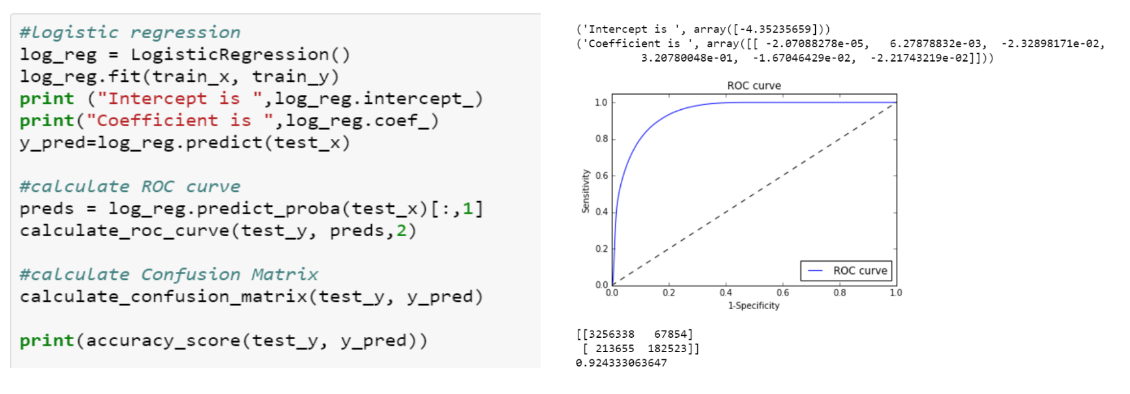 #logistic regression
log_reg = LogisticRegression()
log_reg.fit(train_x, train_y)
print ("Intercept is ",log_reg.intercept_)
print("Coefficient is ",log_reg.coef_)
y_pred=log_reg.predict(test_x)
#calculate ROC curve
preds = log_reg.predict_proba(test_x)[:,1]
calculate_roc_curve(test_y, preds,2)
#calculate Confusion Matrix
calculate_confusion_matrix(test_y, y_pred)
print(accuracy_score(test_y, y_pred))
('Intercept is ', array([-4.35235659]))
('Coefficient is ', array([[ -2.07088278e-05, 6.27878832e-03, -2.32898171e-02,
3.20780048e-01, -1.67046429e-02, -2.21743219e-02]]))
ROC curve
1.0
0.8
0.6
0.4
0.2
0.0
Sensitivity
ROC curve
0.0 0.2 0.4 0.6 0.8 1.0
1-Specificity
[[3256338 67854]
[ 213655 182523]]
0.924333063647